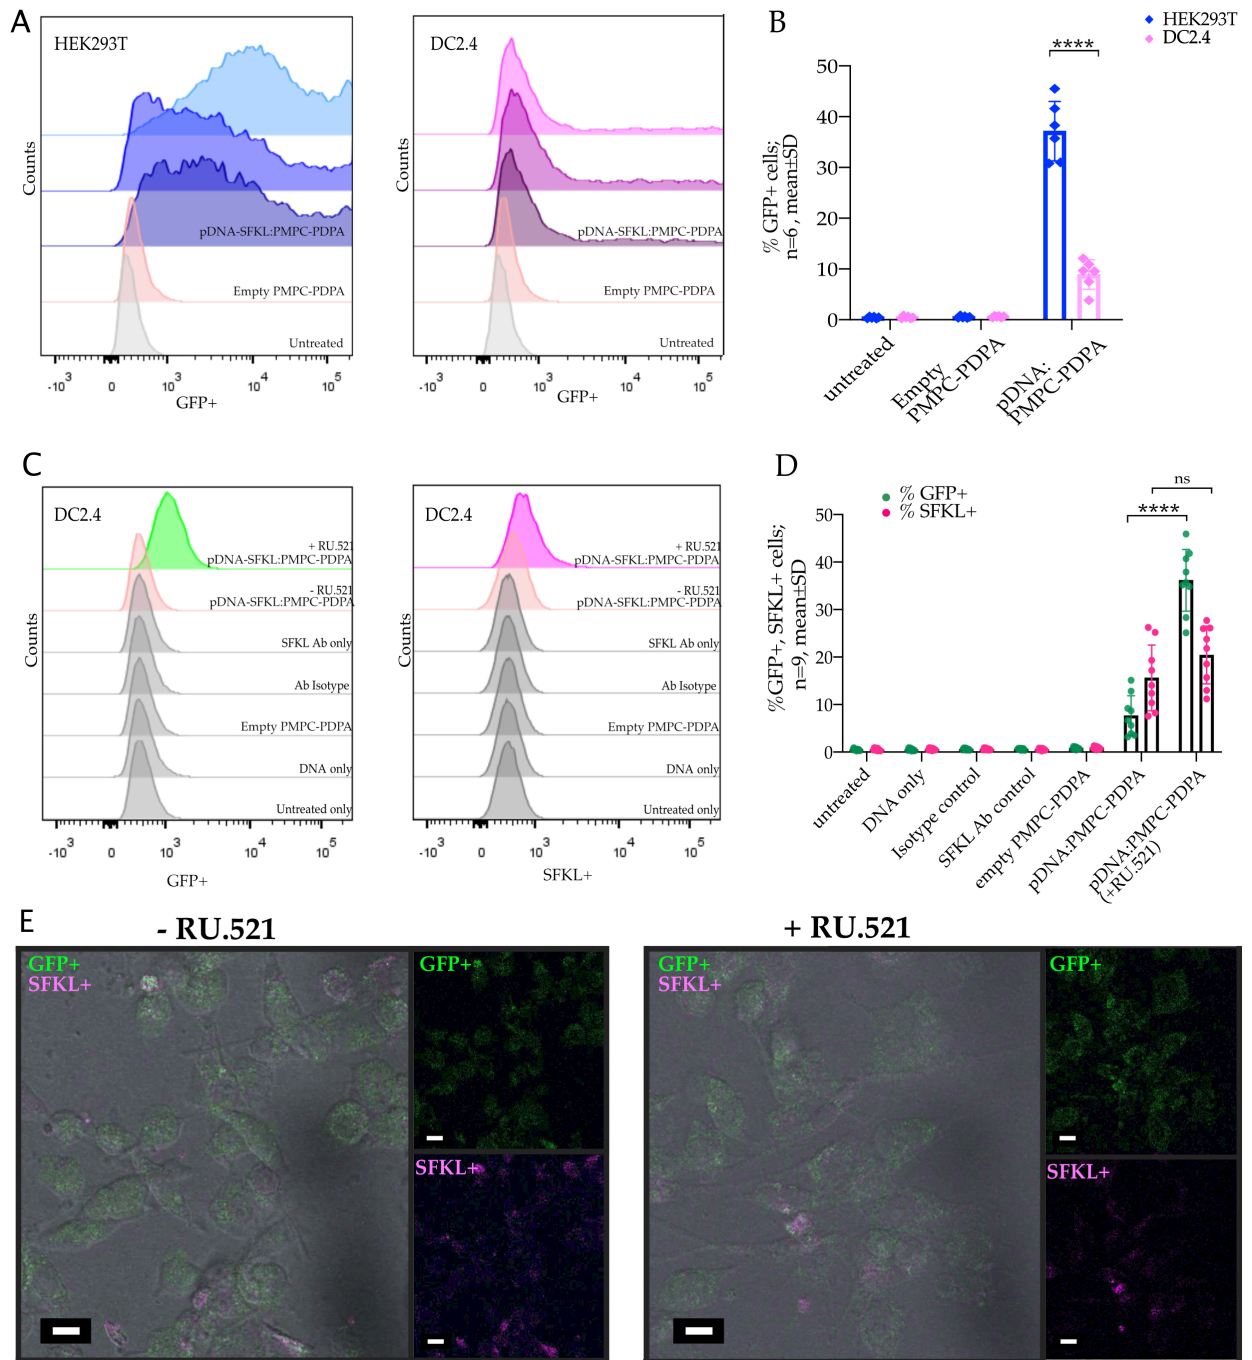 A
HEK293T
Counts
pDNA-SFKL:PMPC-PDPA
Empty PMPC-PDPA
Untreated
-10³ 0 10³ 10⁴ 10⁵
GFP+
DC2.4
Counts
pDNA-SFKL:PMPC-PDPA
Empty PMPC-PDPA
Untreated
-10³ 0 10³ 10⁴ 10⁵
GFP+
B
HEK293T
DC2.4
****
% GFP+ cells;
n=6 , mean±SD
50
40
30
20
10
0
untreated
Empty
PMPC-PDPA
pDNA:
PMPC-PDPA
C
DC2.4
Counts
+ RU.521
pDNA-SFKL:PMPC-PDPA
- RU.521
pDNA-SFKL:PMPC-PDPA
SFKL Ab only
Ab Isotype
Empty PMPC-PDPA
DNA only
Untreated only
-10³ 0 10³ 10⁴ 10⁵
GFP+
DC2.4
Counts
+ RU.521
pDNA-SFKL:PMPC-PDPA
- RU.521
pDNA-SFKL:PMPC-PDPA
SFKL Ab only
Ab Isotype
Empty PMPC-PDPA
DNA only
Untreated only
-10³ 0 10³ 10⁴ 10⁵
SFKL+
D
% GFP+
% SFKL+
ns
****
%GFP+, SFKL+ cells;
n=9, mean±SD
50
40
30
20
10
0
untreated
DNA only
Isotype control
SFKL Ab control
empty PMPC-PDPA
pDNA:PMPC-PDPA
pDNA:PMPC-PDPA
(+RU.521)
E
- RU.521
GFP+
SFKL+
GFP+
SFKL+
+ RU.521
GFP+
SFKL+
GFP+
SFKL+